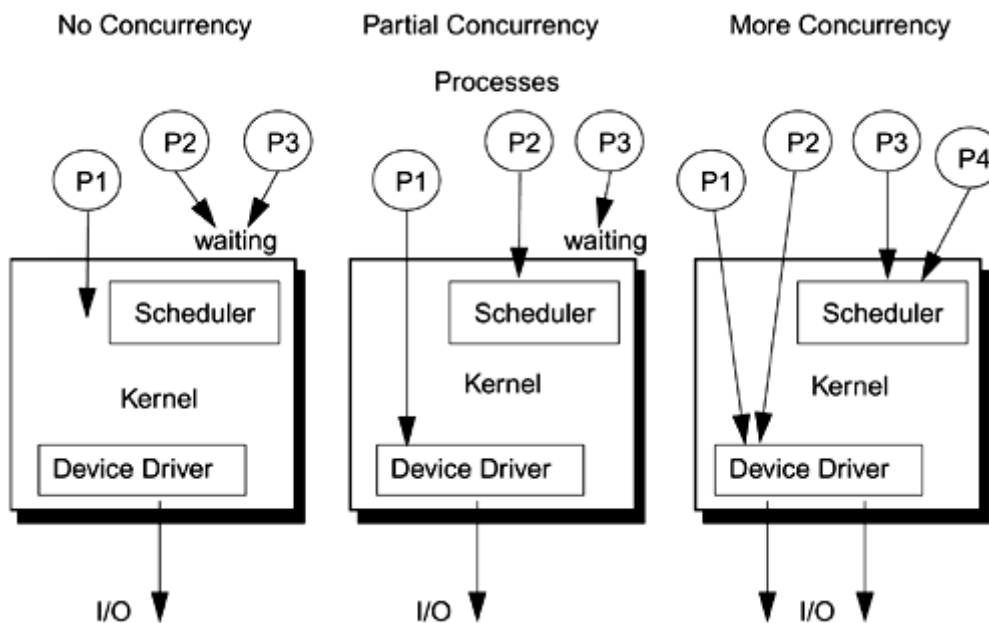 No Concurrency
Partial Concurrency
More Concurrency
Processes
P1
P2
P3
waiting
Scheduler
Kernel
Device Driver
I/O
P1
P2
P3
waiting
Scheduler
Kernel
Device Driver
I/O
P1
P2
P3
P4
Scheduler
Kernel
Device Driver
I/O